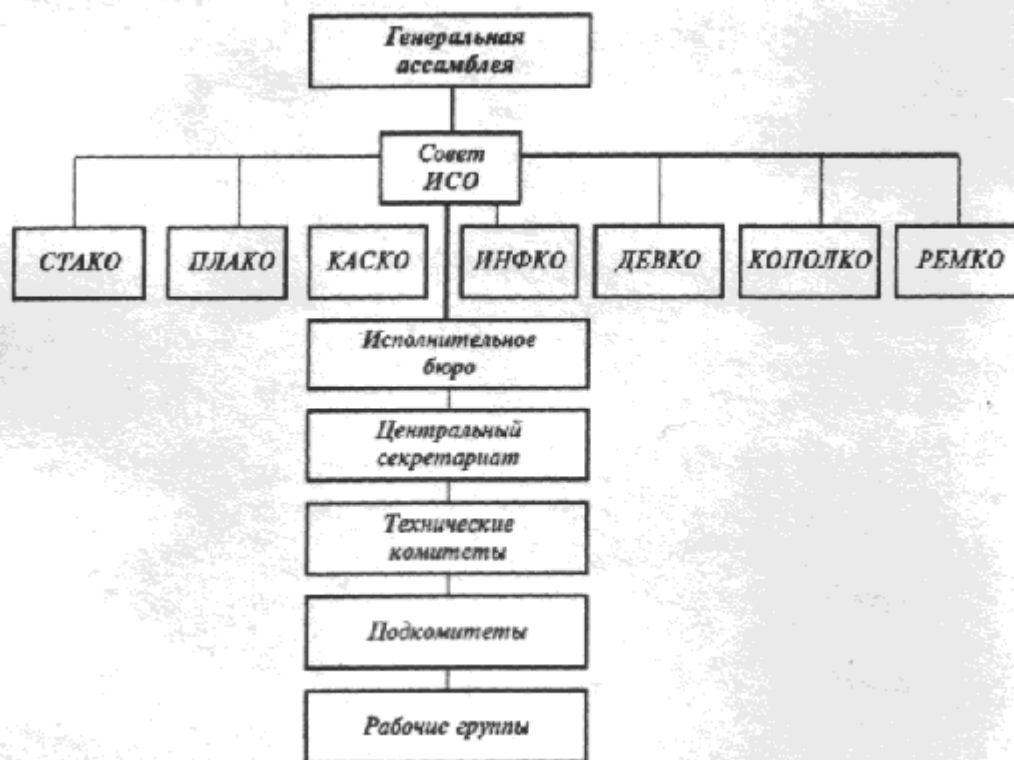 Генеральная
ассамблея
Совет
ИСО
СТАКО
ПЛАКО
КАСКО
ИНФКО
ДЕВКО
КОПОЛКО
РЕМКО
Исполнительное
бюро
Центральный
секретариат
Технические
комитеты
Подкомитеты
Рабочие группы